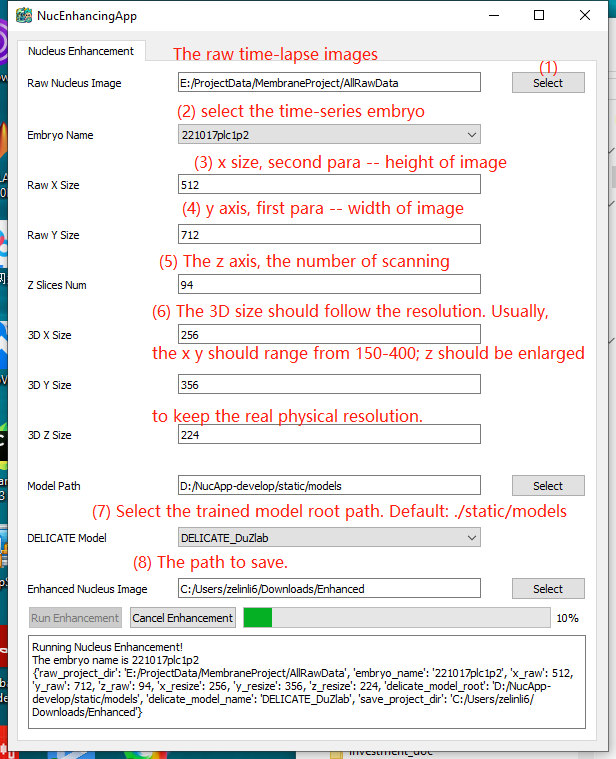 NucEnhancingApp
Nucleus Enhancement
The raw time-lapse images
(1)
Raw Nucleus Image
E:/ProjectData/MembraneProject/AllRawData
Select
(2) select the time-series embryo
Embryo Name
221017plc1p2
(3) x size, second para -- height of image
Raw X Size
512
(4) y axis, first para -- width of image
Raw Y Size
712
(5) The z axis, the number of scanning
Z Slices Num
94
(6) The 3D size should follow the resolution. Usually,
3D X Size
256
the x y should range from 150-400; z should be enlarged
3D Y Size
356
to keep the real physical resolution.
3D Z Size
224
Model Path
D:/NucApp-develop/static/models
Select
(7) Select the trained model root path. Default: ./static/models
DELICATE Model
DELICATE_DuZlab
(8) The path to save.
Enhanced Nucleus Image
C:/Users/zelinli6/Downloads/Enhanced
Select
Run Enhancement
Cancel Enhancement
10%
Running Nucleus Enhancement!
The embryo name is 221017plc1p2
{'raw_project_dir': 'E:/ProjectData/MembraneProject/AllRawData', 'embryo_name': '221017plc1p2', 'x_raw': 512,
'y_raw': 712, 'z_raw': 94, 'x_resize': 256, 'y_resize': 356, 'z_resize': 224, 'delicate_model_root': 'D:/NucApp-
develop/static/models', 'delicate_model_name': 'DELICATE_DuZlab', 'save_project_dir': 'C:/Users/zelinli6/
Downloads/Enhanced'}
investment_doc